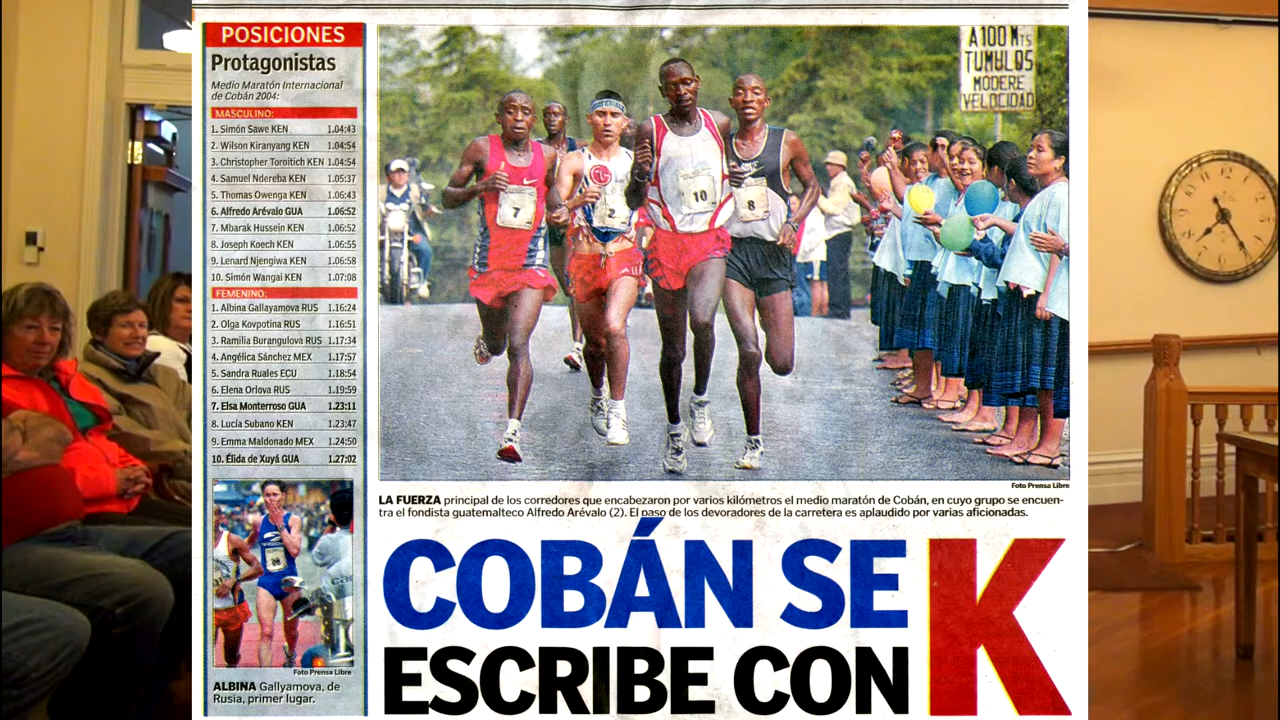 POSICIONES
Protagonistas
Medio Maratón Internacional
de Cobán 2004:
MASCULINO:
1. Simón Sawe KEN 1.04:43
2. Wilson Kiranyang KEN 1.04:54
3. Christopher Toroitich KEN 1.04:54
4. Samuel Ndereba KEN 1.05:37
5. Thomas Owenga KEN 1.06:43
6. Alfredo Arévalo GUA 1.06:52
7. Mbarak Hussein KEN 1.06:52
8. Joseph Koech KEN 1.06:55
9. Lenard Njengiwa KEN 1.06:58
10. Simón Wangai KEN 1.07:08
FEMENINO:
1. Albina Gallayamova RUS 1.16:24
2. Olga Kovpotina RUS 1.16:51
3. Ramilia Burangulova RUS 1.17:34
4. Angélica Sánchez MEX 1.17:57
5. Sandra Ruales ECU 1.18:54
6. Elena Orlova RUS 1.19:59
7. Elsa Monterroso GUA 1.23:11
8. Lucía Subano KEN 1.23:47
9. Emma Maldonado MEX 1.24:50
10. Élida de Xuyá GUA 1.27:02
Foto Prensa Libre
ALBINA Gallyamova, de
Rusia, primer lugar.
A 100 Mts
TUMULOS
MODERE
VELOCIDAD
7
2
10
8
Foto Prensa Libre
LA FUERZA principal de los corredores que encabezaron por varios kilómetros el medio maratón de Cobán, en cuyo grupo se encuen-
tra el fondista guatemalteco Alfredo Arévalo (2). El paso de los devoradores de la carretera es aplaudido por varias aficionadas.
COBÁN SE
ESCRIBE CON K